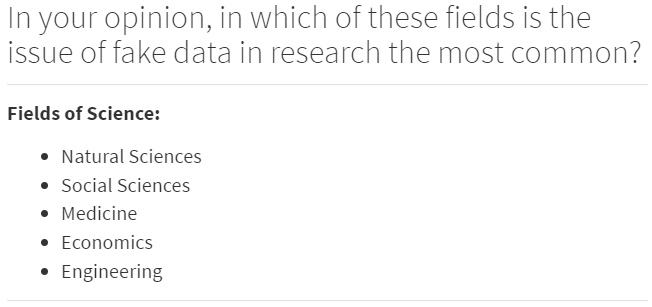 In your opinion, in which of these fields is the
issue of fake data in research the most common?
Fields of Science:
• Natural Sciences
• Social Sciences
• Medicine
• Economics
• Engineering